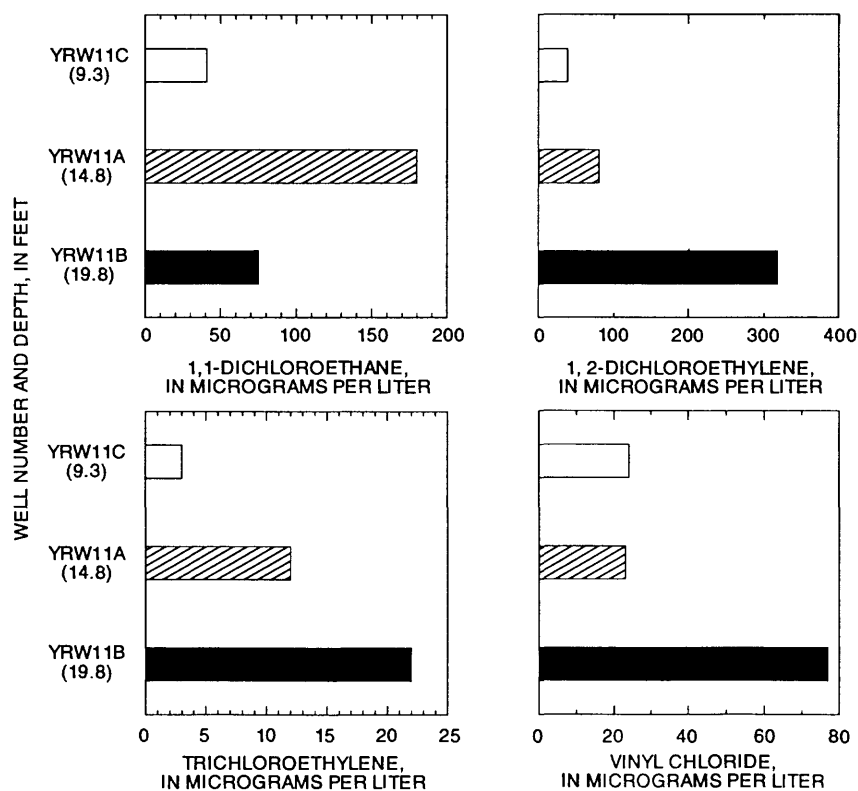 WELL NUMBER AND DEPTH, IN FEET
YRW11C
(9.3)
YRW11A
(14.8)
YRW11B
(19.8)
0 50 100 150 200
1,1-DICHLOROETHANE,
IN MICROGRAMS PER LITER
0 100 200 300 400
1, 2-DICHLOROETHYLENE,
IN MICROGRAMS PER LITER
YRW11C
(9.3)
YRW11A
(14.8)
YRW11B
(19.8)
0 5 10 15 20 25
TRICHLOROETHYLENE,
IN MICROGRAMS PER LITER
0 20 40 60 80
VINYL CHLORIDE,
IN MICROGRAMS PER LITER